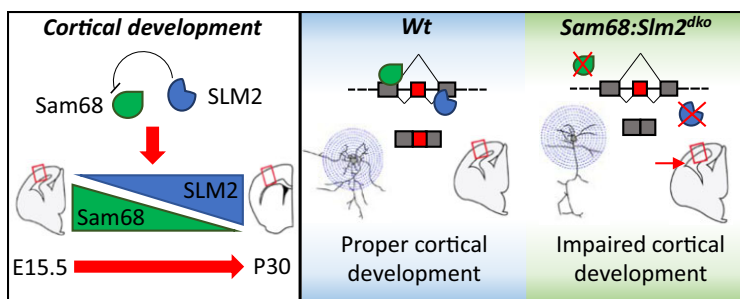 Cortical development
Sam68
SLM2
SLM2
Sam68
E15.5
P30
Wt
Proper cortical
development
Sam68:Slm2dko
Impaired cortical
development